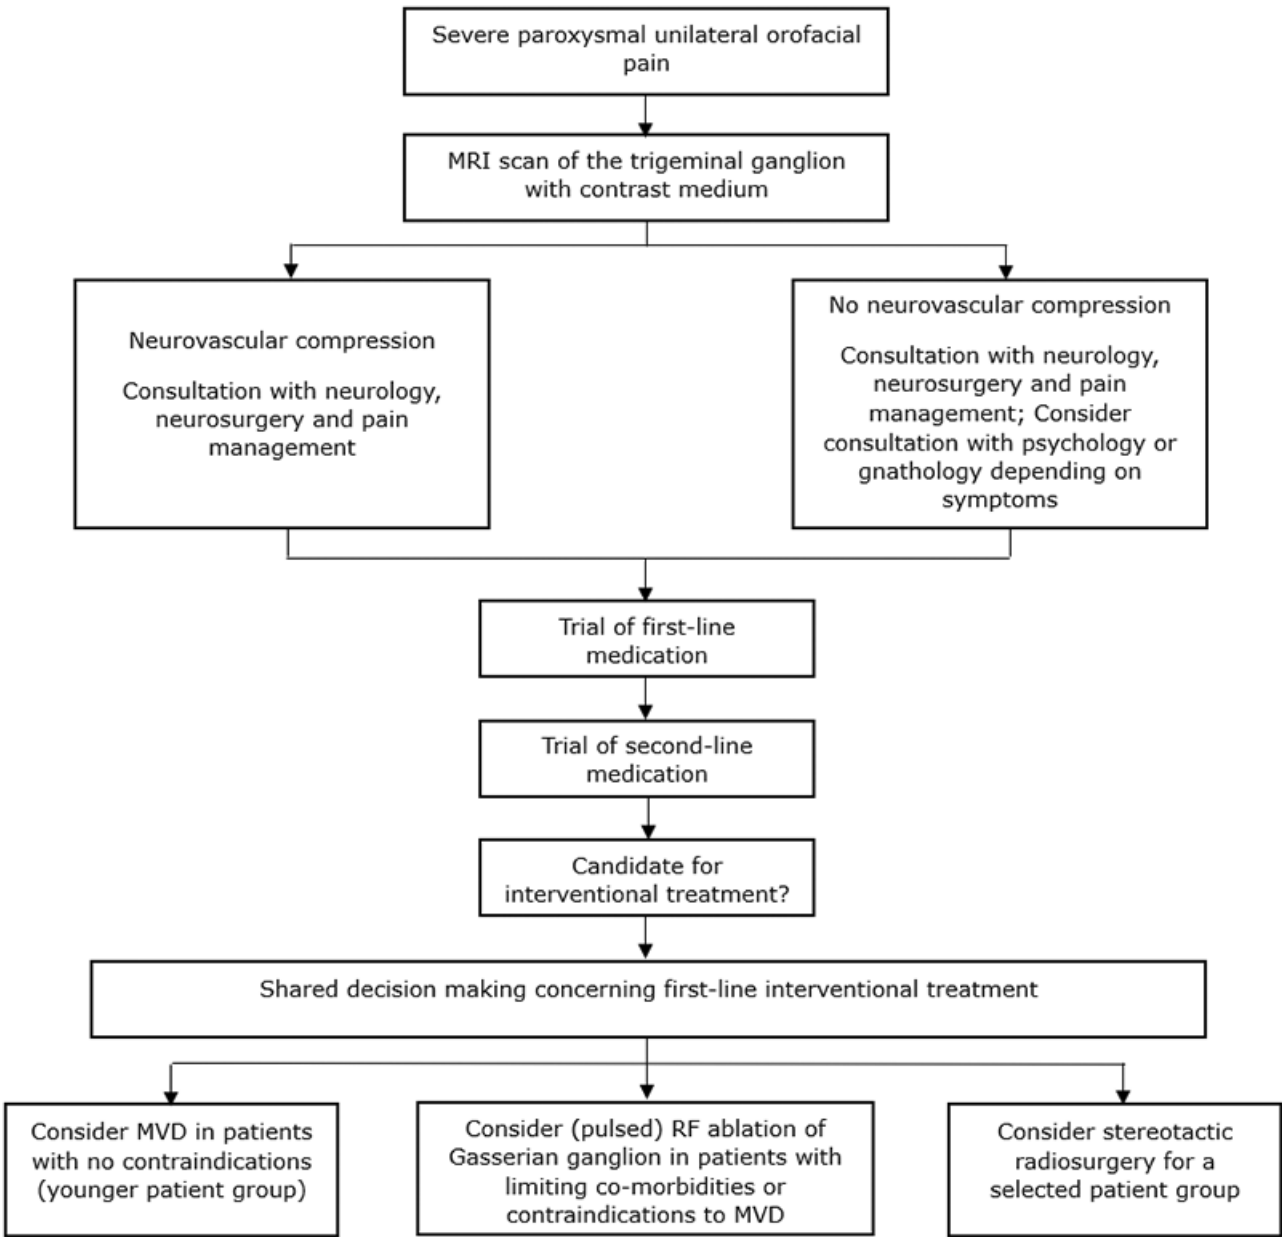 Severe paroxysmal unilateral orofacial
pain
MRI scan of the trigeminal ganglion
with contrast medium
Neurovascular compression
Consultation with neurology,
neurosurgery and pain
management
No neurovascular compression
Consultation with neurology,
neurosurgery and pain
management; Consider
consultation with psychology or
gnathology depending on
symptoms
Trial of first-line
medication
Trial of second-line
medication
Candidate for
interventional treatment?
Shared decision making concerning first-line interventional treatment
Consider MVD in patients
with no contraindications
(younger patient group)
Consider (pulsed) RF ablation of
Gasserian ganglion in patients with
limiting co-morbidities or
contraindications to MVD
Consider stereotactic
radiosurgery for a
selected patient group